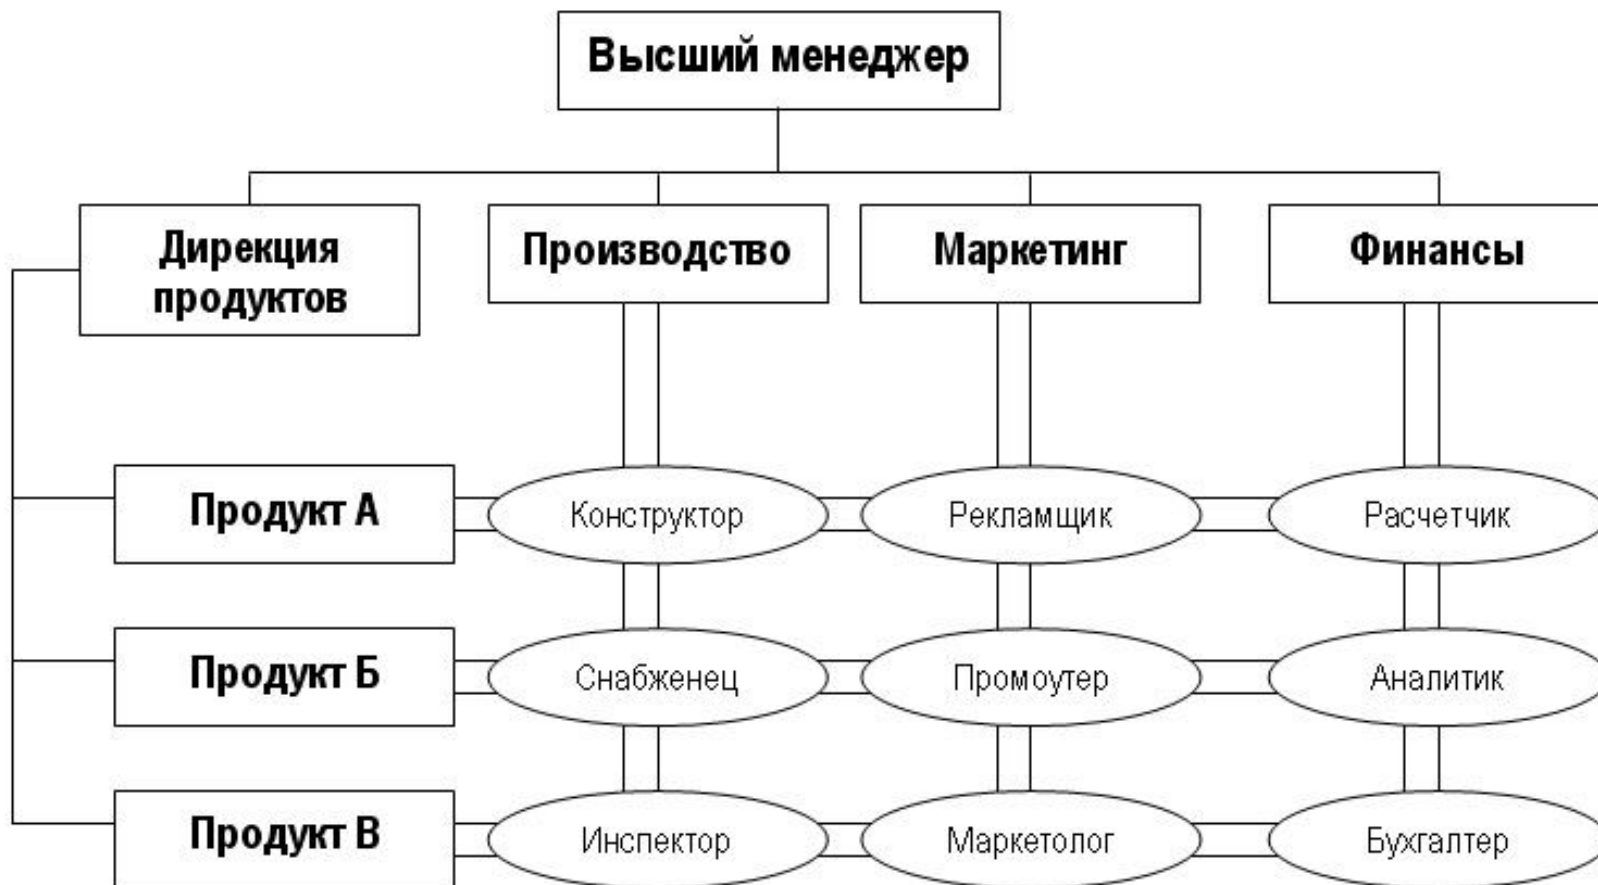 Высший менеджер
Дирекция
продуктов
Производство
Маркетинг
Финансы
Продукт А
Конструктор
Рекламщик
Расчетчик
Продукт Б
Снабженец
Промоутер
Аналитик
Продукт В
Инспектор
Маркетолог
Бухгалтер